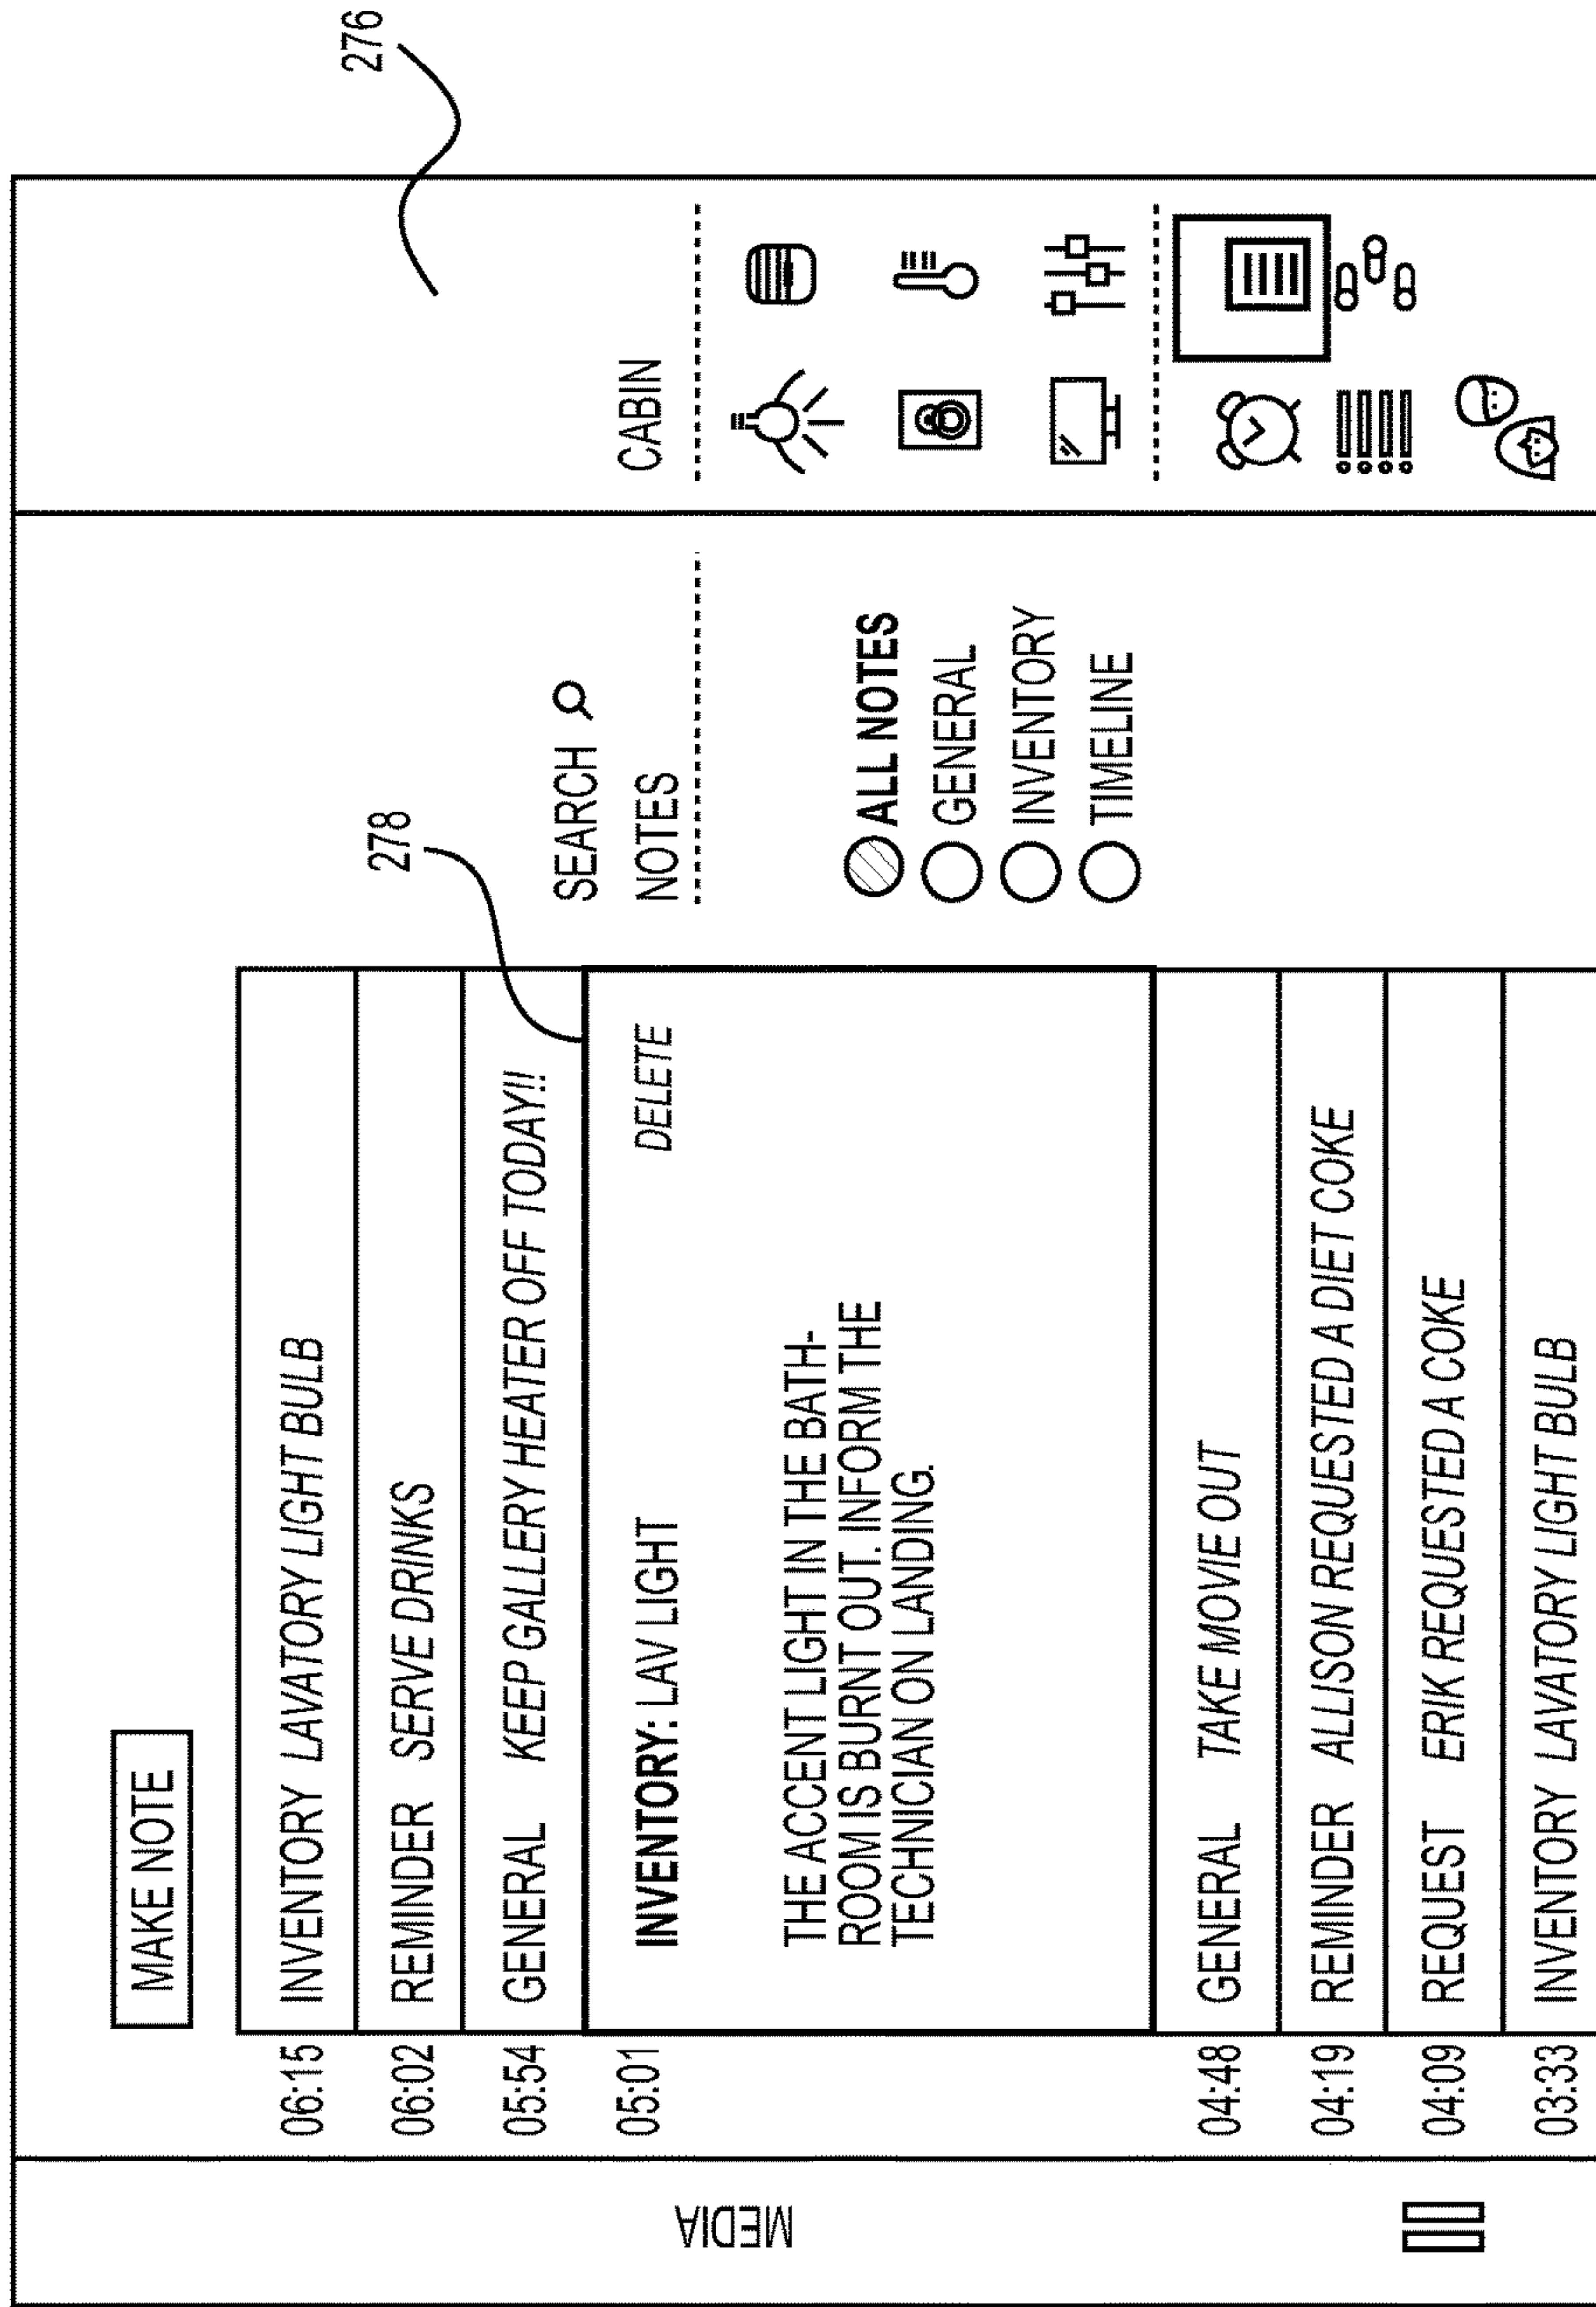 276
MAKE NOTE
278
SEARCH
NOTES
CABIN
06:15 INVENTORY LAVATORY LIGHT BULB
06:02 REMINDER SERVE DRINKS
05:54 GENERAL KEEP GALLERY HEATER OFF TODAY!!
05:01 INVENTORY: LAV LIGHT DELETE
THE ACCENT LIGHT IN THE BATH-
ROOM IS BURNT OUT. INFORM THE
TECHNICIAN ON LANDING.
04:48 GENERAL TAKE MOVIE OUT
04:19 REMINDER ALLISON REQUESTED A DIET COKE
04:09 REQUEST ERIK REQUESTED A COKE
03:33 INVENTORY LAVATORY LIGHT BULB
ALL NOTES
GENERAL
INVENTORY
TIMELINE
MEDIA